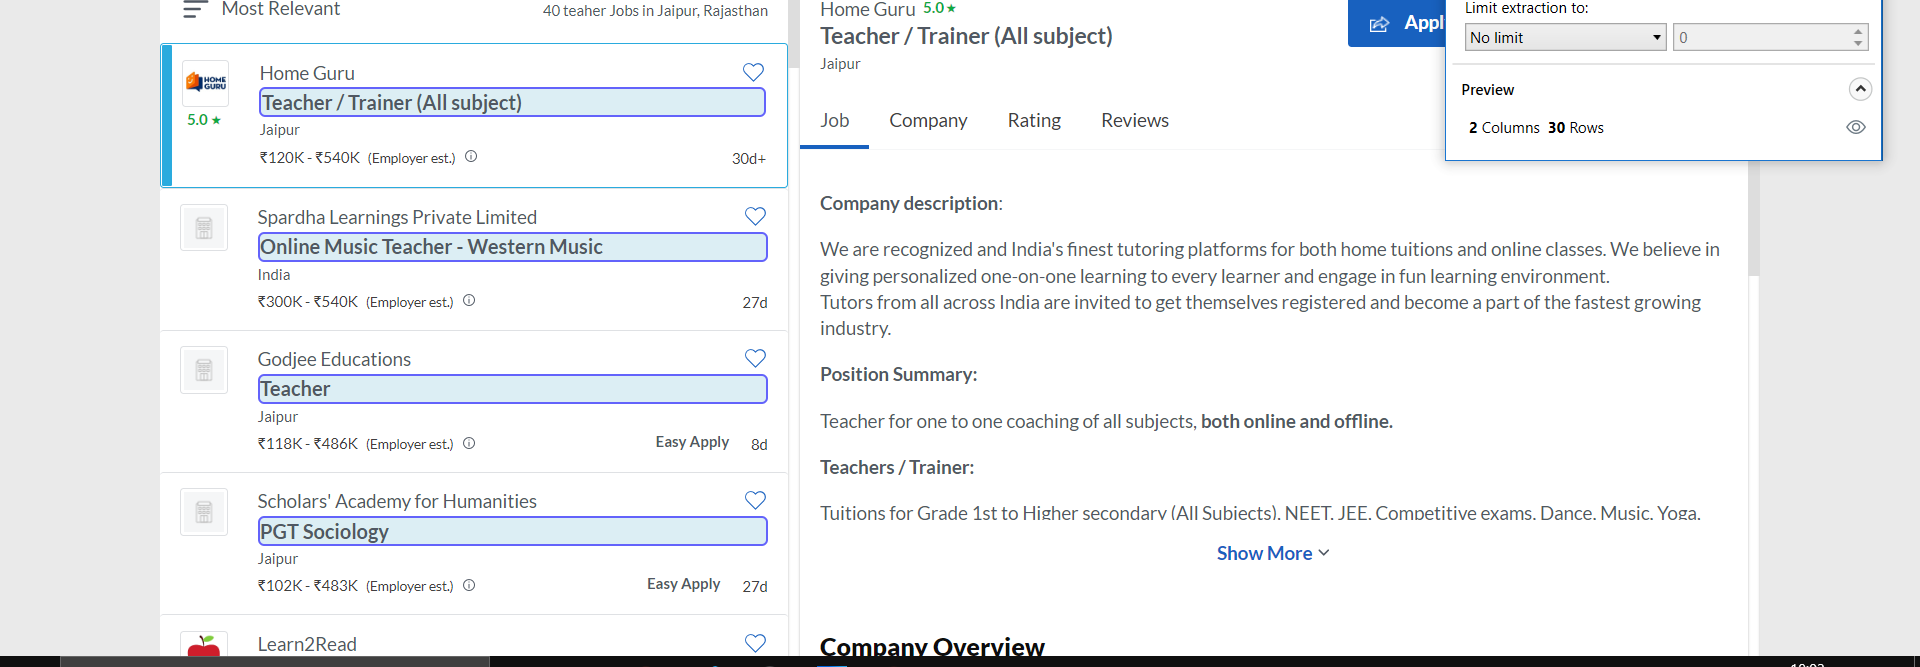 Most Relevant
40 teaher Jobs in Jaipur, Rajasthan
HOME
GURU
5.0 ★
Home Guru
Teacher / Trainer (All subject)
Jaipur
₹120K - ₹540K (Employer est.)
30d+
Spardha Learnings Private Limited
Online Music Teacher - Western Music
India
₹300K - ₹540K (Employer est.)
27d
Godjee Educations
Teacher
Jaipur
₹118K - ₹486K (Employer est.)
Easy Apply 8d
Scholars' Academy for Humanities
PGT Sociology
Jaipur
₹102K - ₹483K (Employer est.)
Easy Apply 27d
Learn2Read
Home Guru 5.0 ★
Teacher / Trainer (All subject)
Jaipur
Job Company Rating Reviews
Company description:
We are recognized and India's finest tutoring platforms for both home tuitions and online classes. We believe in
giving personalized one-on-one learning to every learner and engage in fun learning environment.
Tutors from all across India are invited to get themselves registered and become a part of the fastest growing
industry.
Position Summary:
Teacher for one to one coaching of all subjects, both online and offline.
Teachers / Trainer:
Tuitions for Grade 1st to Higher secondary (All Subjects), NEET, JEE, Competitive exams, Dance, Music, Yoga,
Show More
Company Overview
Limit extraction to:
No limit 0
Preview
2 Columns 30 Rows